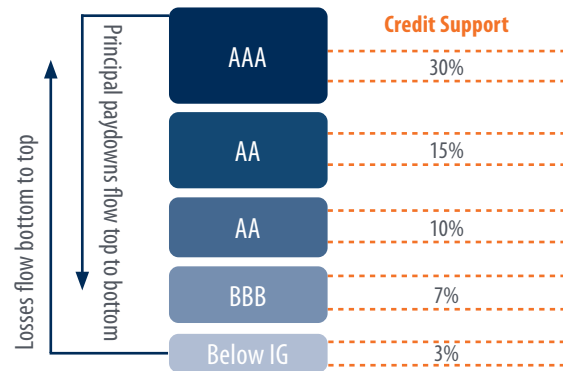 Credit Support
AAA
30%
AA
15%
AA
10%
BBB
7%
Below IG
3%
Principal paydowns flow top to bottom
Losses flow bottom to top